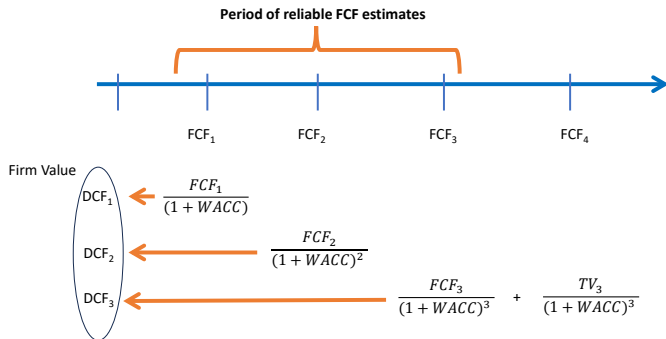 Period of reliable FCF estimates
FCF₁ FCF₂ FCF₃ FCF₄
Firm Value
DCF₁ FCF₁/(1 + WACC)
DCF₂ FCF₂/(1 + WACC)²
DCF₃ FCF₃/(1 + WACC)³ + TV₃/(1 + WACC)³